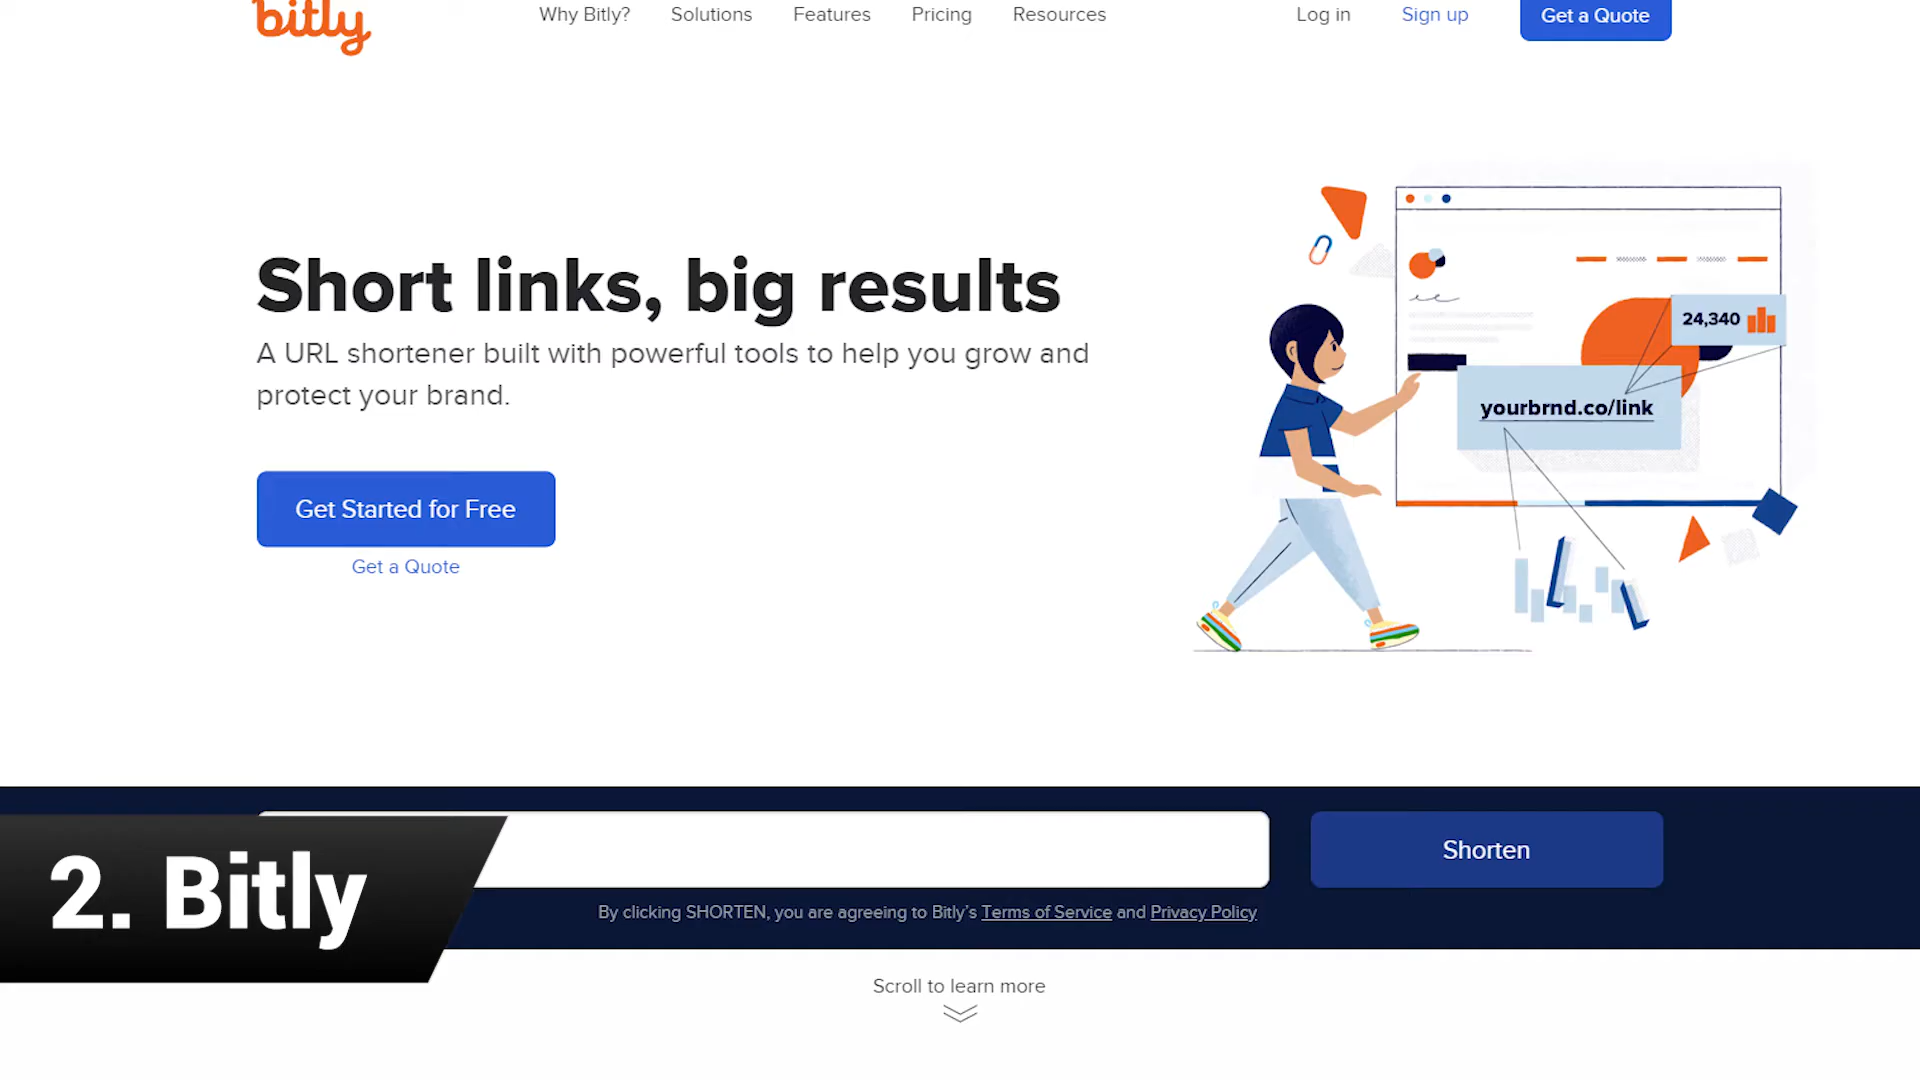 bitly
Why Bitly?
Solutions
Features
Pricing
Resources
Log in
Sign up
Get a Quote
Short links, big results
A URL shortener built with powerful tools to help you grow and
protect your brand.
Get Started for Free
Get a Quote
24,340
yourbrnd.co/link
Shorten
2. Bitly
By clicking SHORTEN, you are agreeing to Bitly’s Terms of Service and Privacy Policy
Scroll to learn more